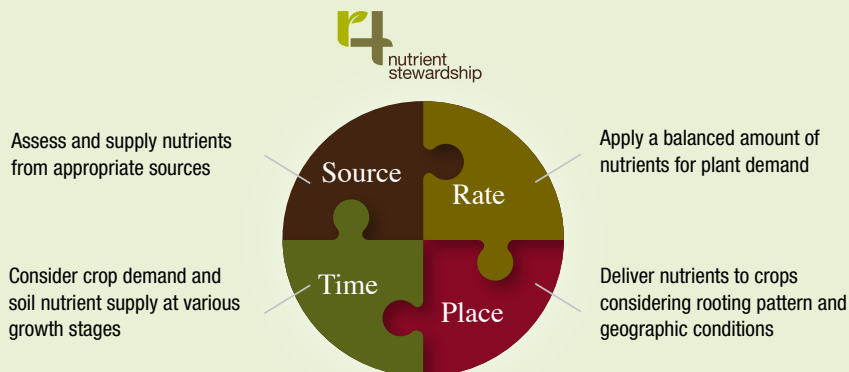 r4
nutrient
stewardship
Assess and supply nutrients
from appropriate sources
Source
Rate
Apply a balanced amount of
nutrients for plant demand
Consider crop demand and
soil nutrient supply at various
growth stages
Time
Place
Deliver nutrients to crops
considering rooting pattern and
geographic conditions